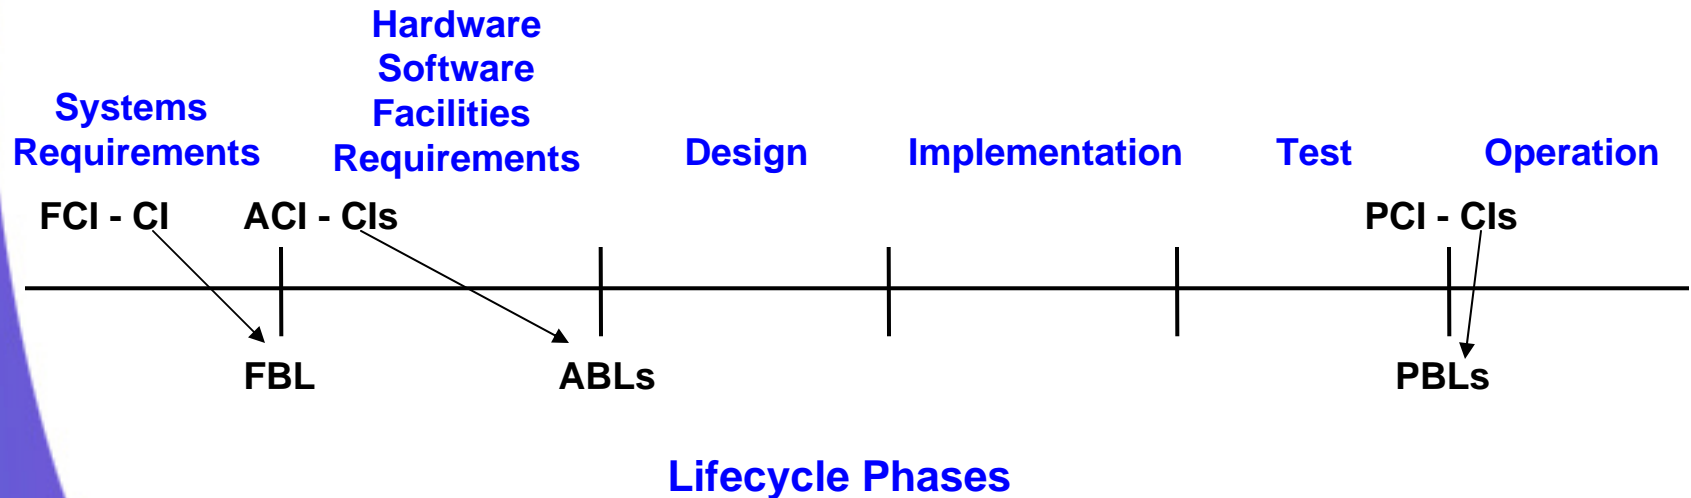 Systems
Requirements
Hardware
Software
Facilities
Requirements
Design
Implementation
Test
Operation
FCI - CI
ACI - CIs
PCI - CIs
FBL
ABLs
PBLs
Lifecycle Phases